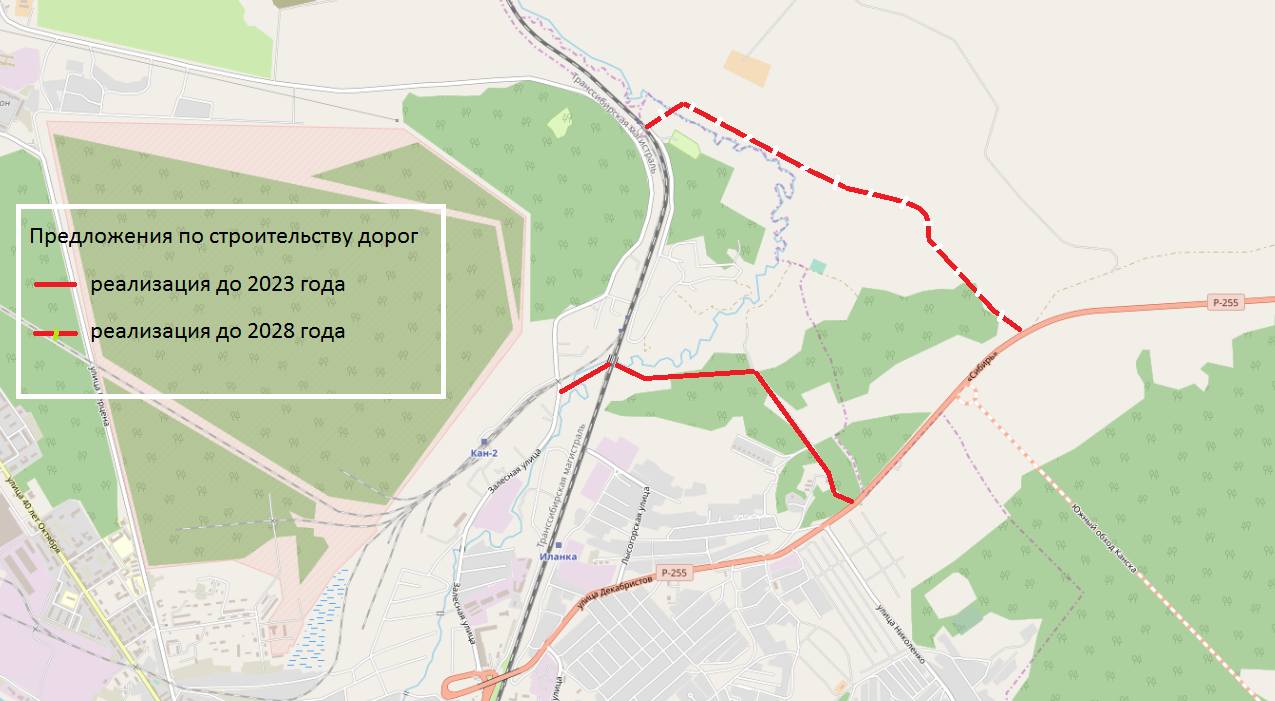 Транссибирская магистраль
Предложения по строительству дорог
реализация до 2023 года
реализация до 2028 года
Р-255
«Сибирь»
Кан-2
Залесная улица
Транссибирская магистраль
улица 40 лет Октября
Лысогорская улица
Южный обход Канска
Иланка
Р-255
улица Декабристов
Залесная улица
улица Николенко
улица